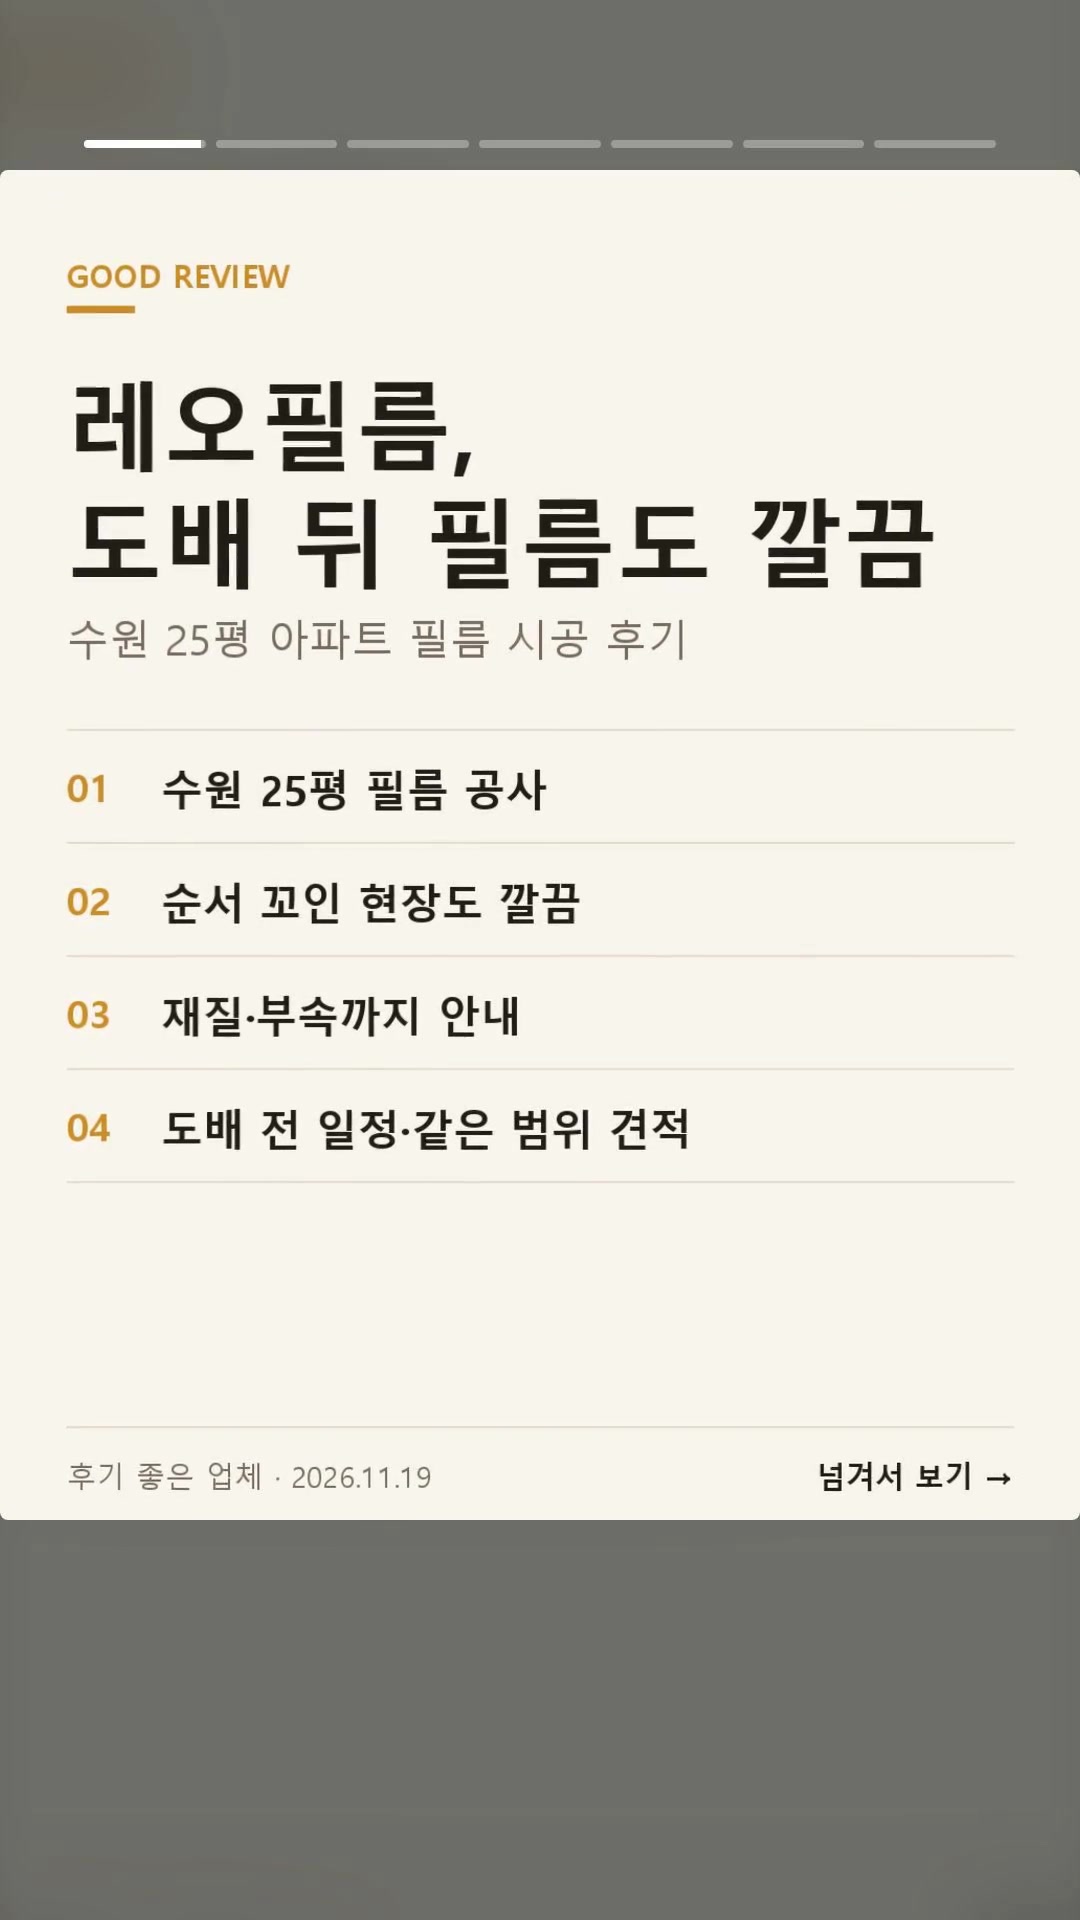 GOOD REVIEW
레오필름,
도배 뒤 필름도 깔끔
수원 25평 아파트 필름 시공 후기
01 수원 25평 필름 공사
02 순서 꼬인 현장도 깔끔
03 재질·부속까지 안내
04 도배 전 일정·같은 범위 견적
후기 좋은 업체 · 2026.11.19
넘겨서 보기 →